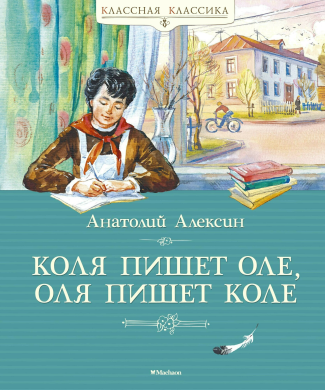 КЛАССНАЯ КЛАССИКА
Анатолий Алексин
КОЛЯ ПИШЕТ ОЛЕ,
ОЛЯ ПИШЕТ КОЛЕ
Machaon